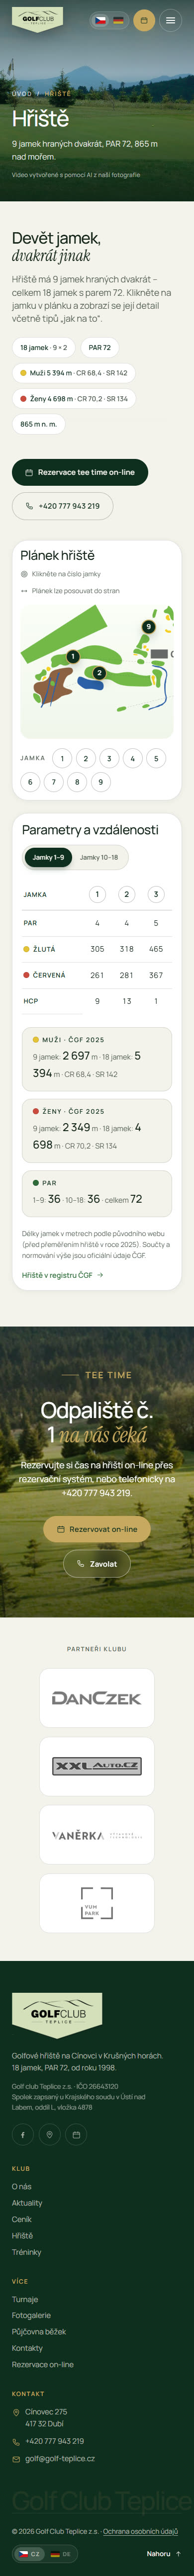 GOLFCLUB
TEPLICE
ÚVOD / HŘIŠTĚ
Hřiště
9 jamek hraných dvakrát, PAR 72, 865 m
nad mořem.
Video vytvořené s pomocí AI z naší fotografie
Devět jamek,
dvakrát jinak
Hřiště má 9 jamek hraných dvakrát –
celkem 18 jamek s parem 72. Klikněte na
jamku v plánku a zobrazí se její detail
včetně tipů „jak na to“.
18 jamek · 9 + 2
PAR 72
Muži 5 394 m · CR 68,4 · SR 142
Ženy 4 698 m · CR 70,2 · SR 134
865 m n. m.
Rezervace tee time on-line
+420 777 943 219
Plánek hřiště
Klikněte na číslo jamky
Plánek lze posouvat do stran
9
1
2
JAMKA 1 2 3 4 5
6 7 8 9
Parametry a vzdálenosti
Jamky 1–9 Jamky 10–18
JAMKA 1 2 3
PAR 4 4 5
ŽLUTÁ 305 318 465
ČERVENÁ 261 281 367
HCP 9 13 1
MUŽI · ČGF 2025
9 jamek: 2 697 m · 18 jamek: 5
394 m · CR 68,4 · SR 142
ŽENY · ČGF 2025
9 jamek: 2 349 m · 18 jamek: 4
698 m · CR 70,2 · SR 134
PAR
1–9: 36 · 10–18: 36 · celkem 72
Délky jamek v metrech podle původního webu
(před přeměřením hřiště v roce 2025). Součty a
normování výše jsou oficiální údaje ČGF.
Hřiště v registru ČGF →
TEE TIME
Odpaliště č.
1 na vás čeká
Rezervujte si čas na hřišti on-line přes
rezervační systém, nebo telefonicky na
+420 777 943 219.
Rezervovat on-line
Zavolat
PARTNEŘI KLUBU
DANCZEK
XXLAUTO.CZ
VANĚRKA
YUM
PARK
GOLFCLUB
TEPLICE
Golfové hřiště na Cínovci v Krušných horách.
18 jamek, PAR 72, od roku 1998.
Golf club Teplice z.s. · IČO 26643120
Spolek zapsaný u Krajského soudu v Ústí nad
Labem, oddíl L, vložka 4878
KLUB
O nás
Aktuality
Ceník
Hřiště
Tréninky
VÍCE
Turnaje
Fotogalerie
Půjčovna běžek
Kontakty
Rezervace on-line
KONTAKT
Cínovec 275
417 32 Dubí
+420 777 943 219
golf@golf-teplice.cz
Golf Club Teplice
© 2026 Golf Club Teplice z.s. · Ochrana osobních údajů
CZ DE
Nahoru ↑